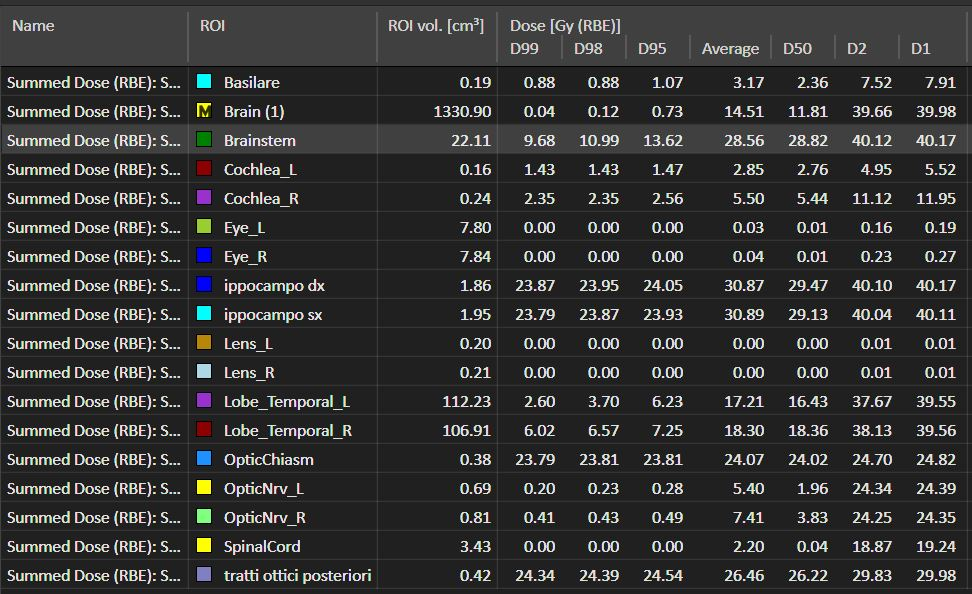 Name ROI ROI vol. [cm³] Dose [Gy (RBE)]
D99 D98 D95 Average D50 D2 D1
Summed Dose (RBE): S... Basilare 0.19 0.88 0.88 1.07 3.17 2.36 7.52 7.91
Summed Dose (RBE): S... M Brain (1) 1330.90 0.04 0.12 0.73 14.51 11.81 39.66 39.98
Summed Dose (RBE): S... Brainstem 22.11 9.68 10.99 13.62 28.56 28.82 40.12 40.17
Summed Dose (RBE): S... Cochlea_L 0.16 1.43 1.43 1.47 2.85 2.76 4.95 5.52
Summed Dose (RBE): S... Cochlea_R 0.24 2.35 2.35 2.56 5.50 5.44 11.12 11.95
Summed Dose (RBE): S... Eye_L 7.80 0.00 0.00 0.00 0.03 0.01 0.16 0.19
Summed Dose (RBE): S... Eye_R 7.84 0.00 0.00 0.00 0.04 0.01 0.23 0.27
Summed Dose (RBE): S... ippocampo dx 1.86 23.87 23.95 24.05 30.87 29.47 40.10 40.17
Summed Dose (RBE): S... ippocampo sx 1.95 23.79 23.87 23.93 30.89 29.13 40.04 40.11
Summed Dose (RBE): S... Lens_L 0.20 0.00 0.00 0.00 0.00 0.00 0.01 0.01
Summed Dose (RBE): S... Lens_R 0.21 0.00 0.00 0.00 0.00 0.00 0.01 0.01
Summed Dose (RBE): S... Lobe_Temporal_L 112.23 2.60 3.70 6.23 17.21 16.43 37.67 39.55
Summed Dose (RBE): S... Lobe_Temporal_R 106.91 6.02 6.57 7.25 18.30 18.36 38.13 39.56
Summed Dose (RBE): S... OpticChiasm 0.38 23.79 23.81 23.81 24.07 24.02 24.70 24.82
Summed Dose (RBE): S... OpticNrv_L 0.69 0.20 0.23 0.28 5.40 1.96 24.34 24.39
Summed Dose (RBE): S... OpticNrv_R 0.81 0.41 0.43 0.49 7.41 3.83 24.25 24.35
Summed Dose (RBE): S... SpinalCord 3.43 0.00 0.00 0.00 2.20 0.04 18.87 19.24
Summed Dose (RBE): S... tratti ottici posteriori 0.42 24.34 24.39 24.54 26.46 26.22 29.83 29.98